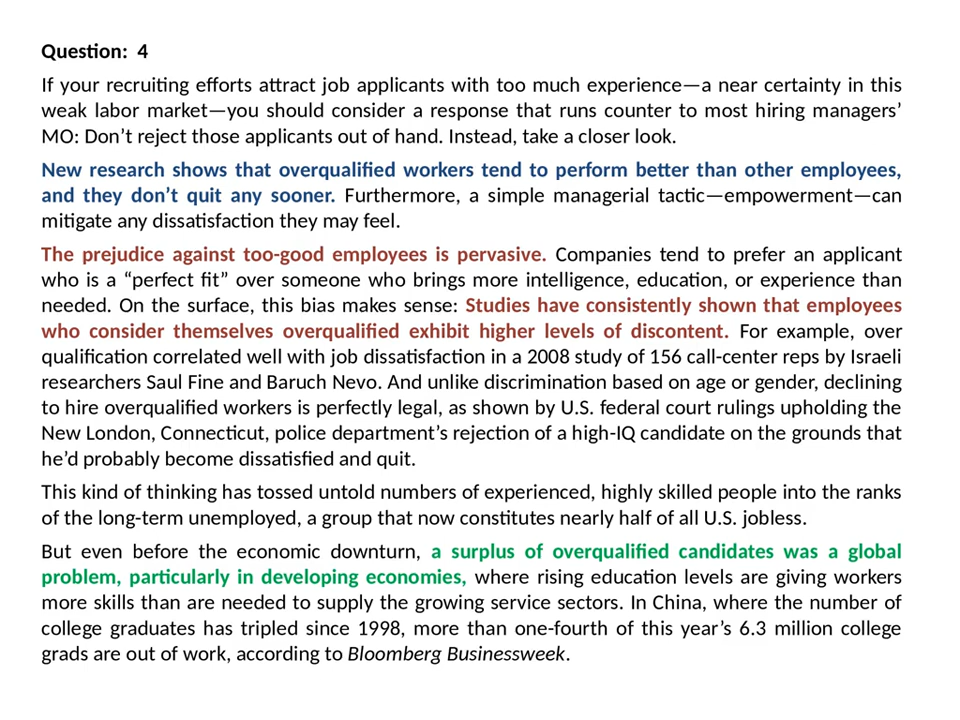 Question: 4
If your recruiting efforts attract job applicants with too much experience—a near certainty in this
weak labor market—you should consider a response that runs counter to most hiring managers’
MO: Don’t reject those applicants out of hand. Instead, take a closer look.
New research shows that overqualified workers tend to perform better than other employees,
and they don’t quit any sooner. Furthermore, a simple managerial tactic—empowerment—can
mitigate any dissatisfaction they may feel.
The prejudice against too-good employees is pervasive. Companies tend to prefer an applicant
who is a “perfect fit” over someone who brings more intelligence, education, or experience than
needed. On the surface, this bias makes sense: Studies have consistently shown that employees
who consider themselves overqualified exhibit higher levels of discontent. For example, over
qualification correlated well with job dissatisfaction in a 2008 study of 156 call-center reps by Israeli
researchers Saul Fine and Baruch Nevo. And unlike discrimination based on age or gender, declining
to hire overqualified workers is perfectly legal, as shown by U.S. federal court rulings upholding the
New London, Connecticut, police department’s rejection of a high-IQ candidate on the grounds that
he’d probably become dissatisfied and quit.
This kind of thinking has tossed untold numbers of experienced, highly skilled people into the ranks
of the long-term unemployed, a group that now constitutes nearly half of all U.S. jobless.
But even before the economic downturn, a surplus of overqualified candidates was a global
problem, particularly in developing economies, where rising education levels are giving workers
more skills than are needed to supply the growing service sectors. In China, where the number of
college graduates has tripled since 1998, more than one-fourth of this year’s 6.3 million college
grads are out of work, according to Bloomberg Businessweek.